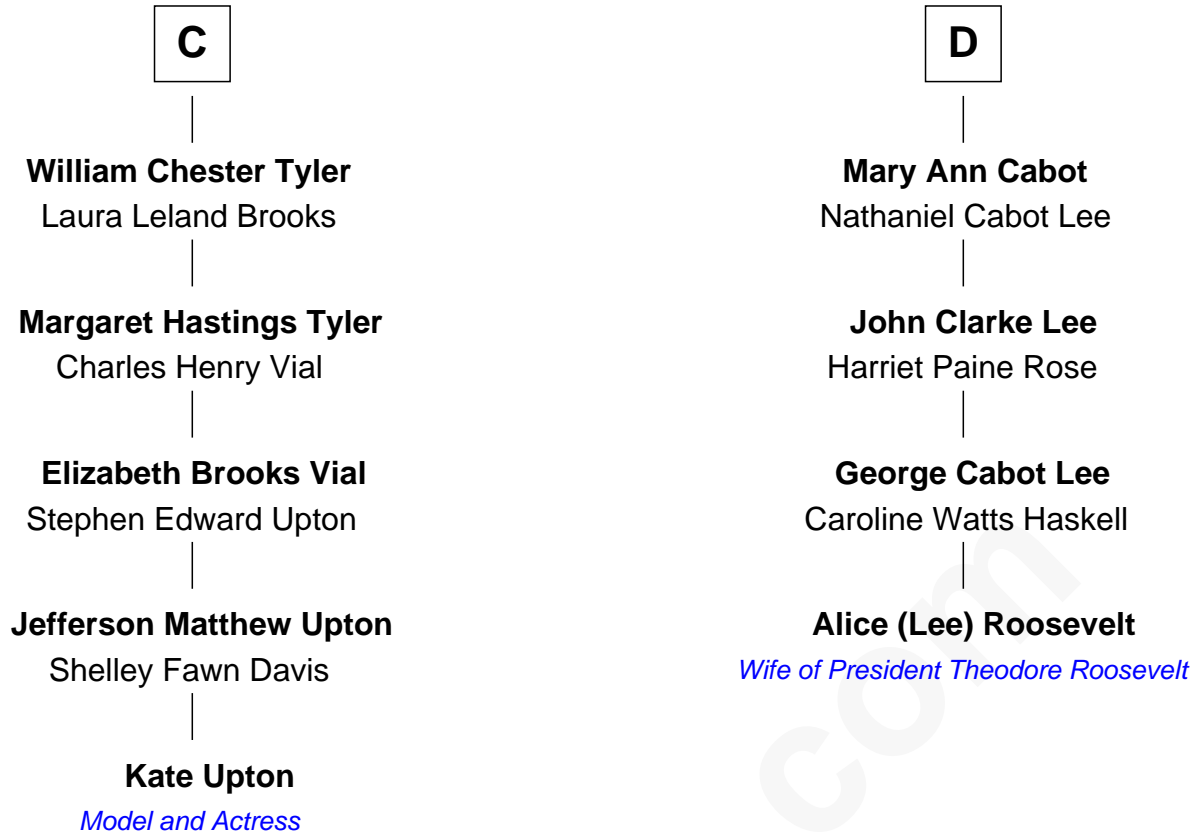 C
William Chester Tyler
Laura Leland Brooks
Margaret Hastings Tyler
Charles Henry Vial
Elizabeth Brooks Vial
Stephen Edward Upton
Jefferson Matthew Upton
Shelley Fawn Davis
Kate Upton
Model and Actress
D
Mary Ann Cabot
Nathaniel Cabot Lee
John Clarke Lee
Harriet Paine Rose
George Cabot Lee
Caroline Watts Haskell
Alice (Lee) Roosevelt
Wife of President Theodore Roosevelt
com